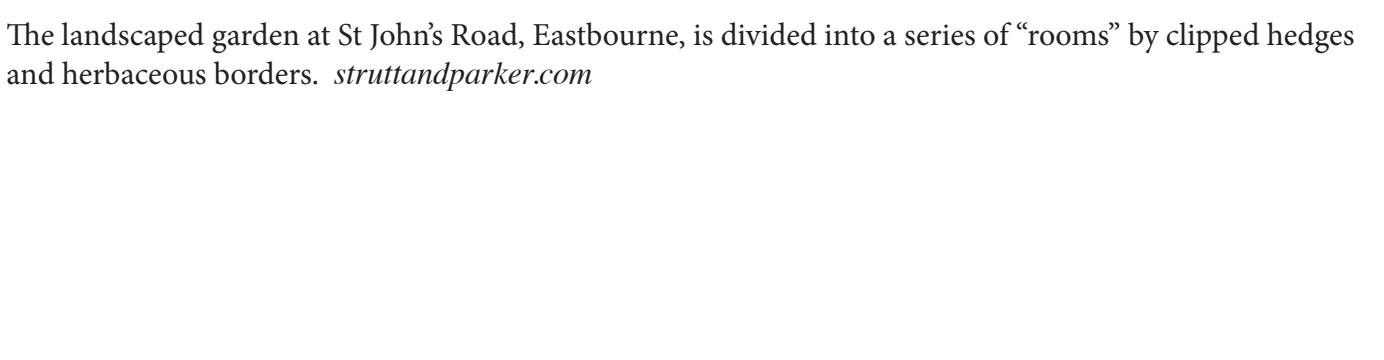 The landscaped garden at St John’s Road, Eastbourne, is divided into a series of “rooms” by clipped hedges
and herbaceous borders. struttandparker.com